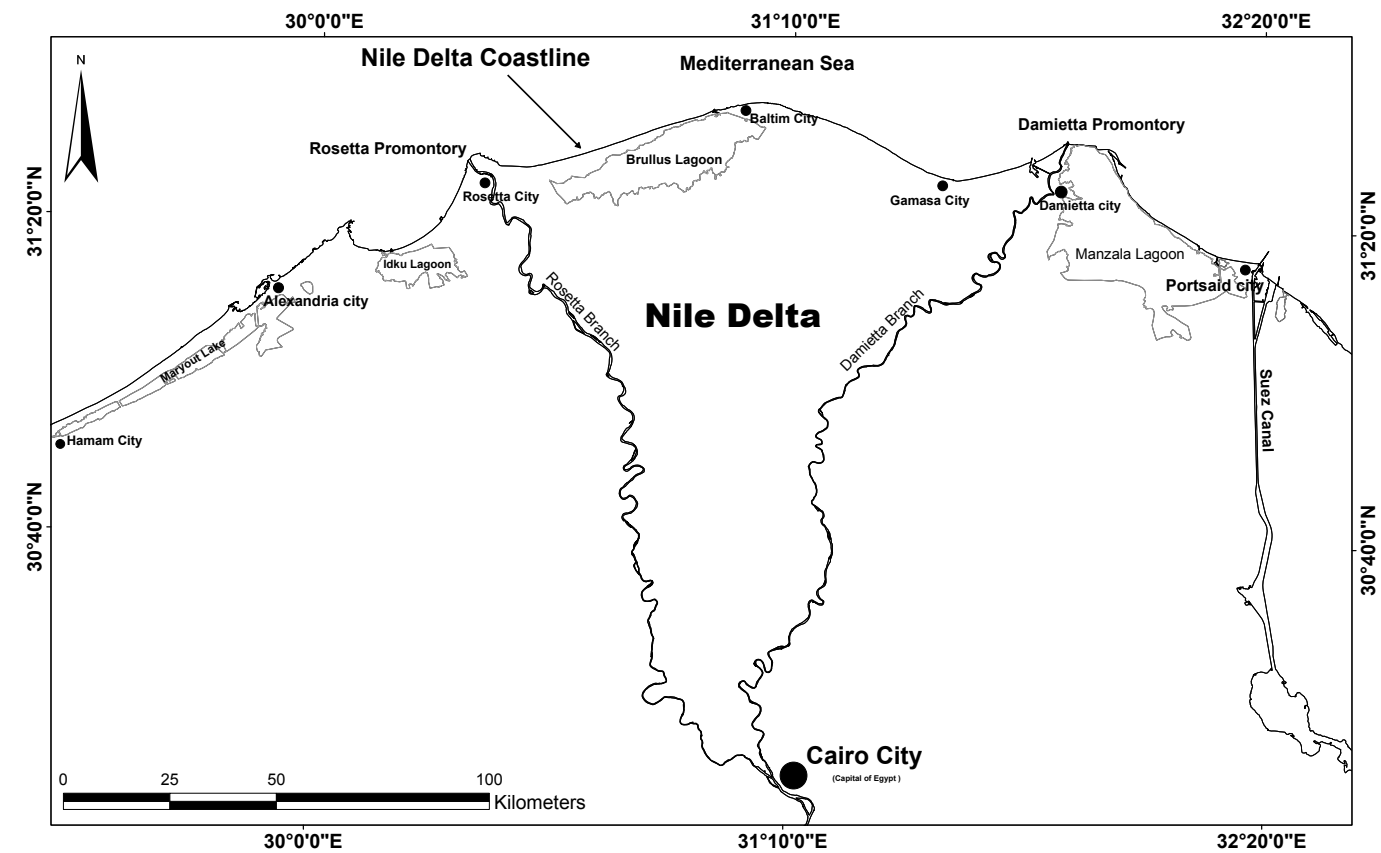 30°0'0"E
31°10'0"E
32°20'0"E
N
Nile Delta Coastline
Mediterranean Sea
Baltim City
Damietta Promontory
Rosetta Promontory
Brullus Lagoon
31°20'0"N
Rosetta City
Gamasa City
Damietta city
31°20'0"N
Idku Lagoon
Manzala Lagoon
Alexandria city
Rosetta Branch
Nile Delta
Damietta Branch
Portsaid city
Maryout Lake
Suez Canal
Hamam City
30°40'0"N
30°40'0"N
Cairo City
(Capital of Egypt )
0 25 50 100
Kilometers
30°0'0"E
31°10'0"E
32°20'0"E